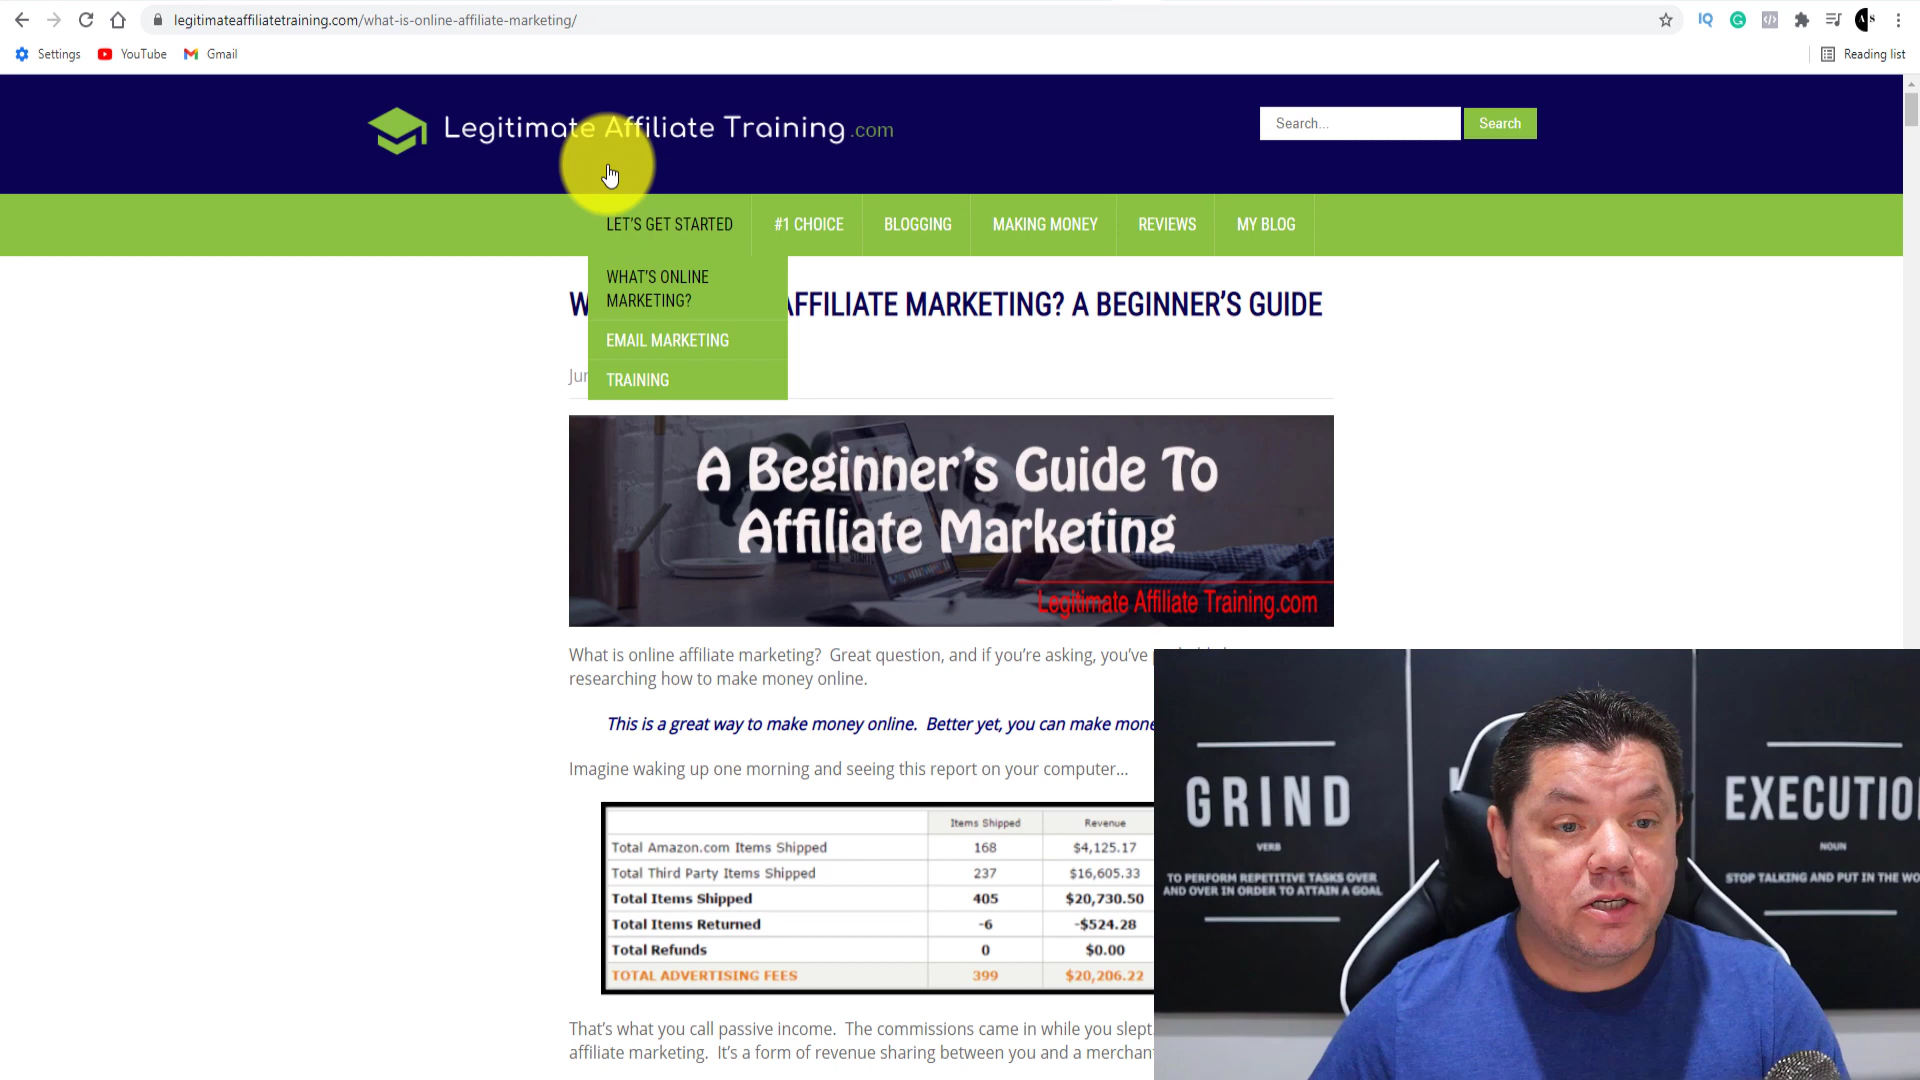 legitimateaffiliatetraining.com/what-is-online-affiliate-marketing/
Settings YouTube Gmail Reading list
Legitimate Affiliate Training .com
Search... Search
LET'S GET STARTED #1 CHOICE BLOGGING MAKING MONEY REVIEWS MY BLOG
WHAT'S ONLINE
MARKETING?
EMAIL MARKETING
TRAINING
AFFILIATE MARKETING? A BEGINNER'S GUIDE
A Beginner's Guide To
Affiliate Marketing
Legitimate Affiliate Training.com
What is online affiliate marketing? Great question, and if you're asking, you've
researching how to make money online.
This is a great way to make money online. Better yet, you can make
Imagine waking up one morning and seeing this report on your computer...
Items Shipped Revenue
Total Amazon.com Items Shipped 168 $4,125.17
Total Third Party Items Shipped 237 $16,605.33
Total Items Shipped 405 $20,730.50
Total Items Returned -6 -$524.28
Total Refunds 0 $0.00
TOTAL ADVERTISING FEES 399 $20,206.22
That's what you call passive income. The commissions came in while you slept.
affiliate marketing. It's a form of revenue sharing between you and a merchant
GRIND
VERB
TO PERFORM REPETITIVE TASKS OVER
AND OVER IN ORDER TO ATTAIN A GOAL
EXECUTIO
NOUN
STOP TALKING AND PUT IN THE WO